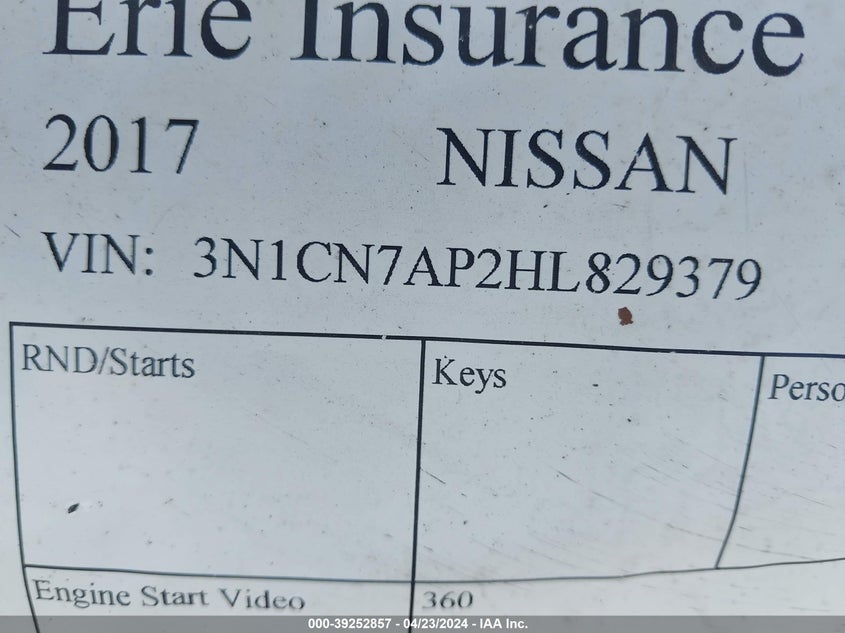 Erie Insurance
2017 NISSAN
VIN: 3N1CN7AP2HL829379
RND/Starts Keys Perso
Engine Start Video 360
000-39252857 - 04/23/2024 - IAA Inc.